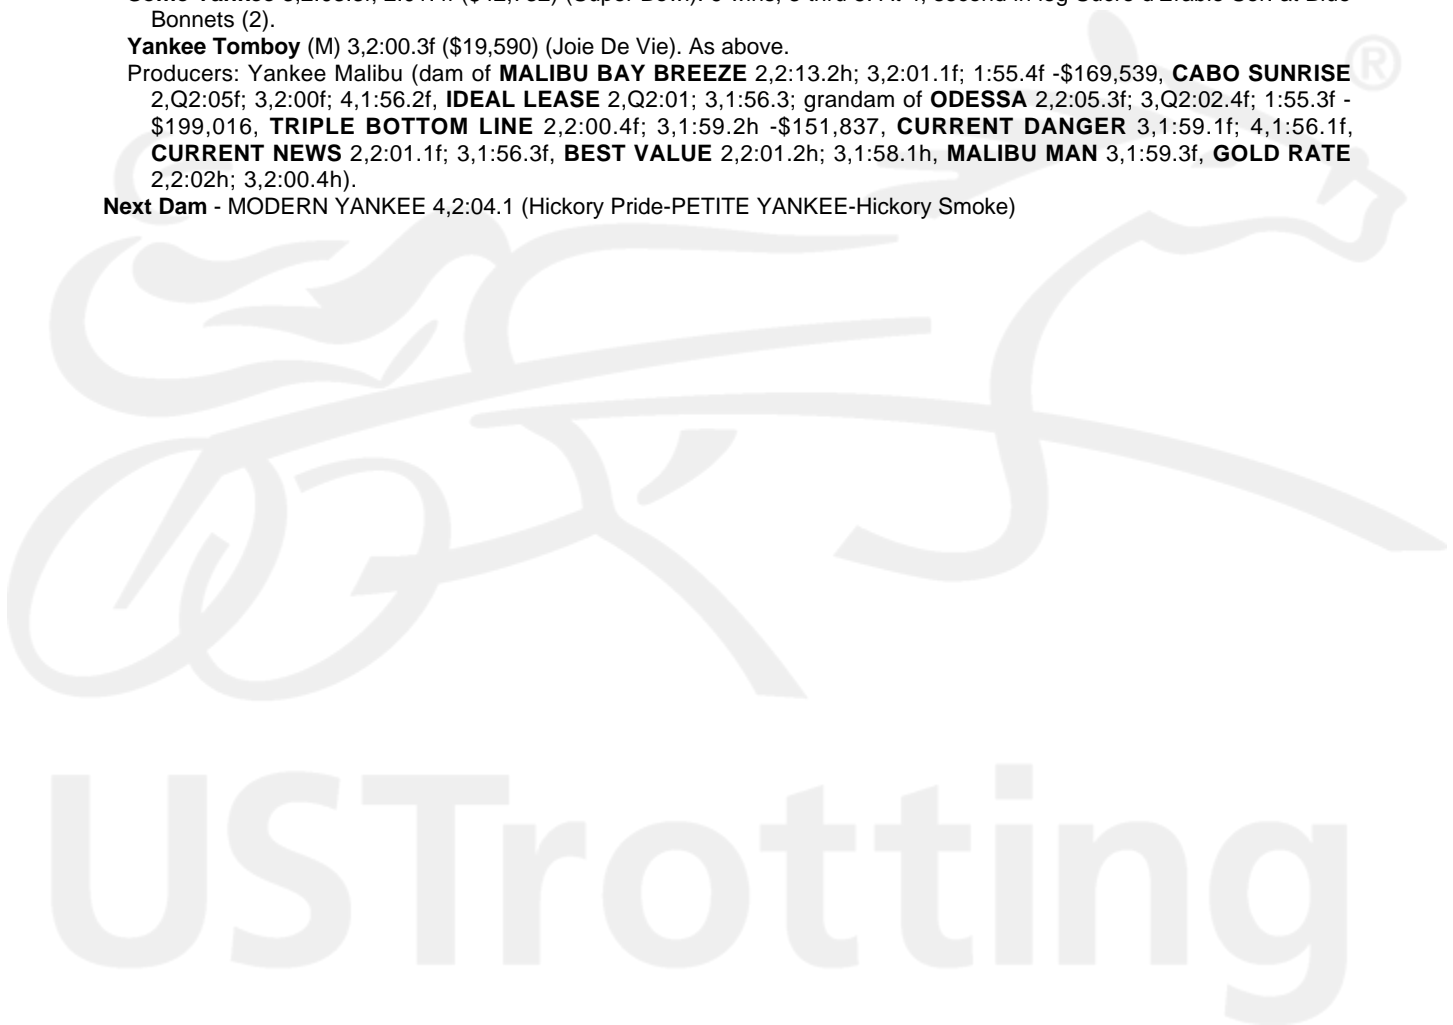 Bonnets (2).
Yankee Tomboy (M) 3,2:00.3f ($19,590) (Joie De Vie). As above.
Producers: Yankee Malibu (dam of MALIBU BAY BREEZE 2,2:13.2h; 3,2:01.1f; 1:55.4f -$169,539, CABO SUNRISE
2,Q2:05f; 3,2:00f; 4,1:56.2f, IDEAL LEASE 2,Q2:01; 3,1:56.3; grandam of ODESSA 2,2:05.3f; 3,Q2:02.4f; 1:55.3f -
$199,016, TRIPLE BOTTOM LINE 2,2:00.4f; 3,1:59.2h -$151,837, CURRENT DANGER 3,1:59.1f; 4,1:56.1f,
CURRENT NEWS 2,2:01.1f; 3,1:56.3f, BEST VALUE 2,2:01.2h; 3,1:58.1h, MALIBU MAN 3,1:59.3f, GOLD RATE
2,2:02h; 3,2:00.4h).
Next Dam - MODERN YANKEE 4,2:04.1 (Hickory Pride-PETITE YANKEE-Hickory Smoke)
®
USTrotting